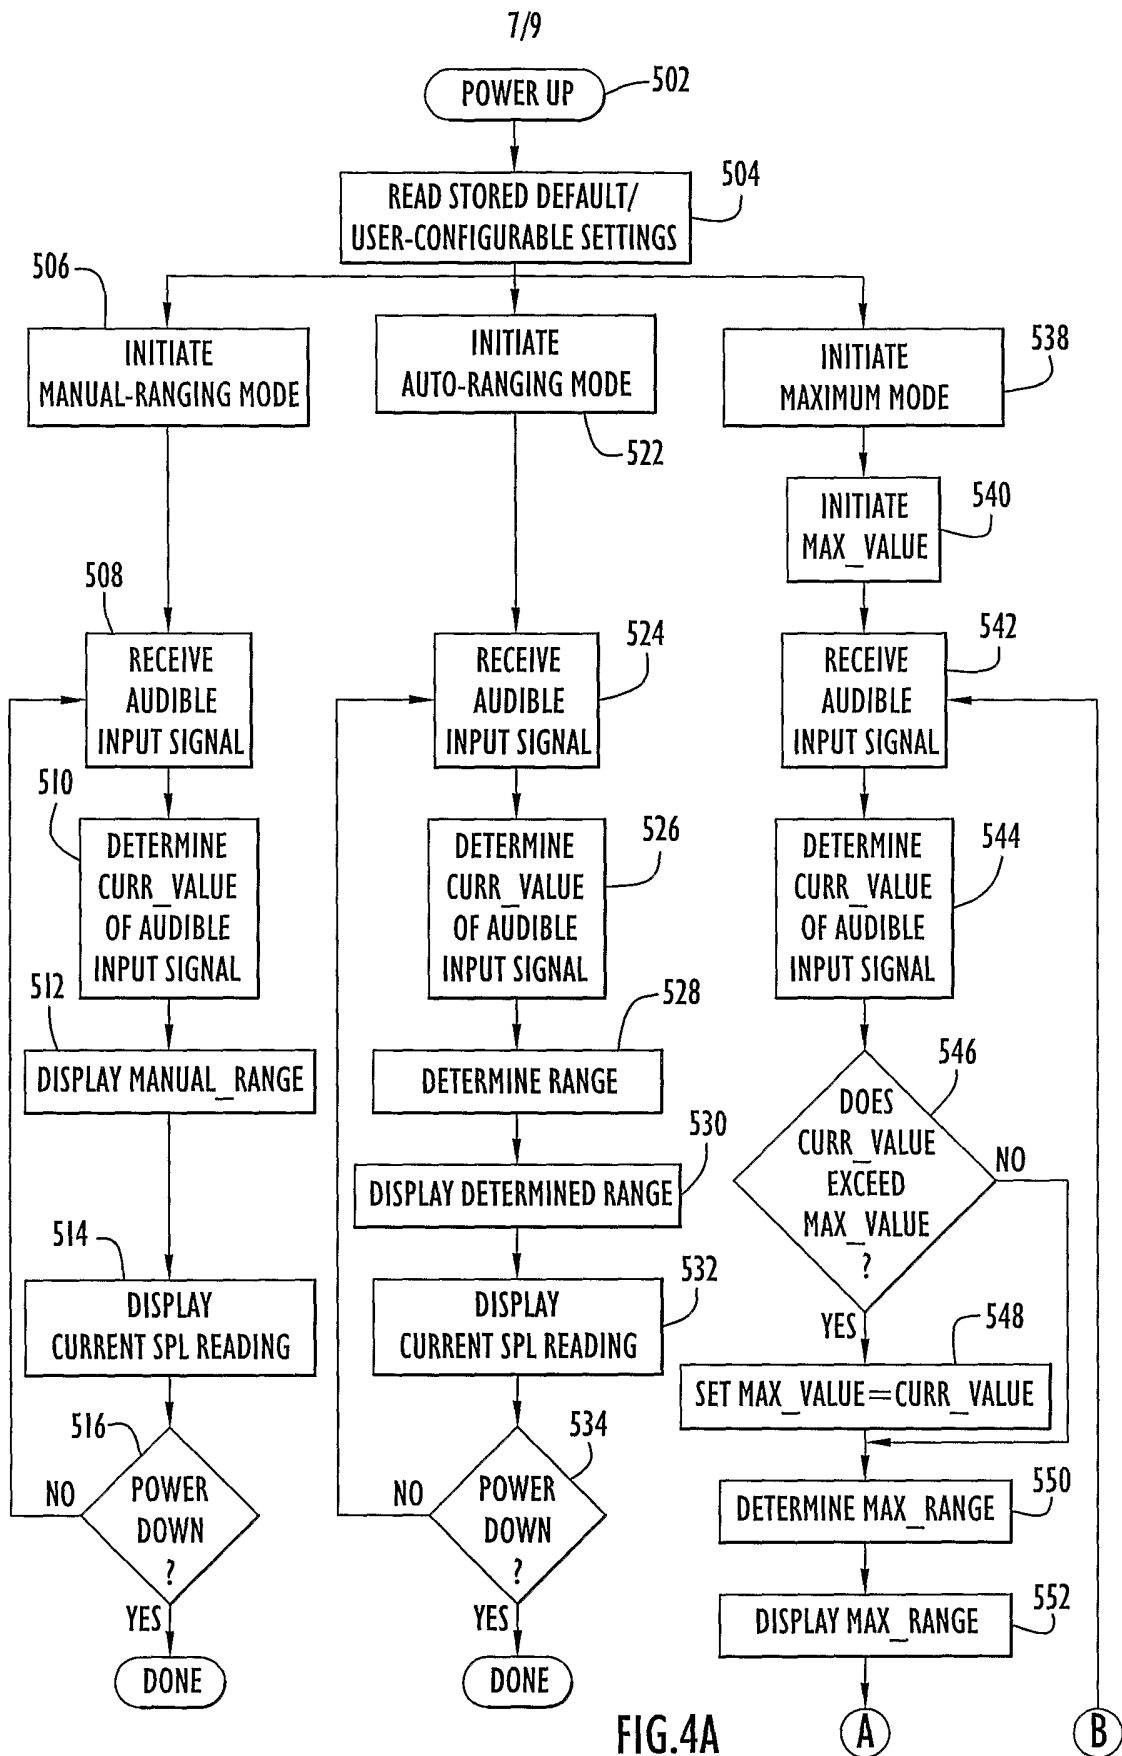 7/9
POWER UP
502
READ STORED DEFAULT/
USER-CONFIGURABLE SETTINGS
504
506
INITIATE
MANUAL-RANGING MODE
508
RECEIVE
AUDIBLE
INPUT SIGNAL
510
DETERMINE
CURR_VALUE
OF AUDIBLE
INPUT SIGNAL
512
DISPLAY MANUAL_RANGE
514
DISPLAY
CURRENT SPL READING
516
POWER
DOWN
?
NO
YES
DONE
INITIATE
AUTO-RANGING MODE
522
RECEIVE
AUDIBLE
INPUT SIGNAL
524
DETERMINE
CURR_VALUE
OF AUDIBLE
INPUT SIGNAL
526
528
DETERMINE RANGE
530
DISPLAY DETERMINED RANGE
DISPLAY
CURRENT SPL READING
532
534
POWER
DOWN
?
NO
YES
DONE
INITIATE
MAXIMUM MODE
538
INITIATE
MAX_VALUE
540
RECEIVE
AUDIBLE
INPUT SIGNAL
542
DETERMINE
CURR_VALUE
OF AUDIBLE
INPUT SIGNAL
544
546
DOES
CURR_VALUE
EXCEED
MAX_VALUE
?
NO
YES
548
SET MAX_VALUE=CURR_VALUE
DETERMINE MAX_RANGE
550
DISPLAY MAX_RANGE
552
A
B
FIG.4A